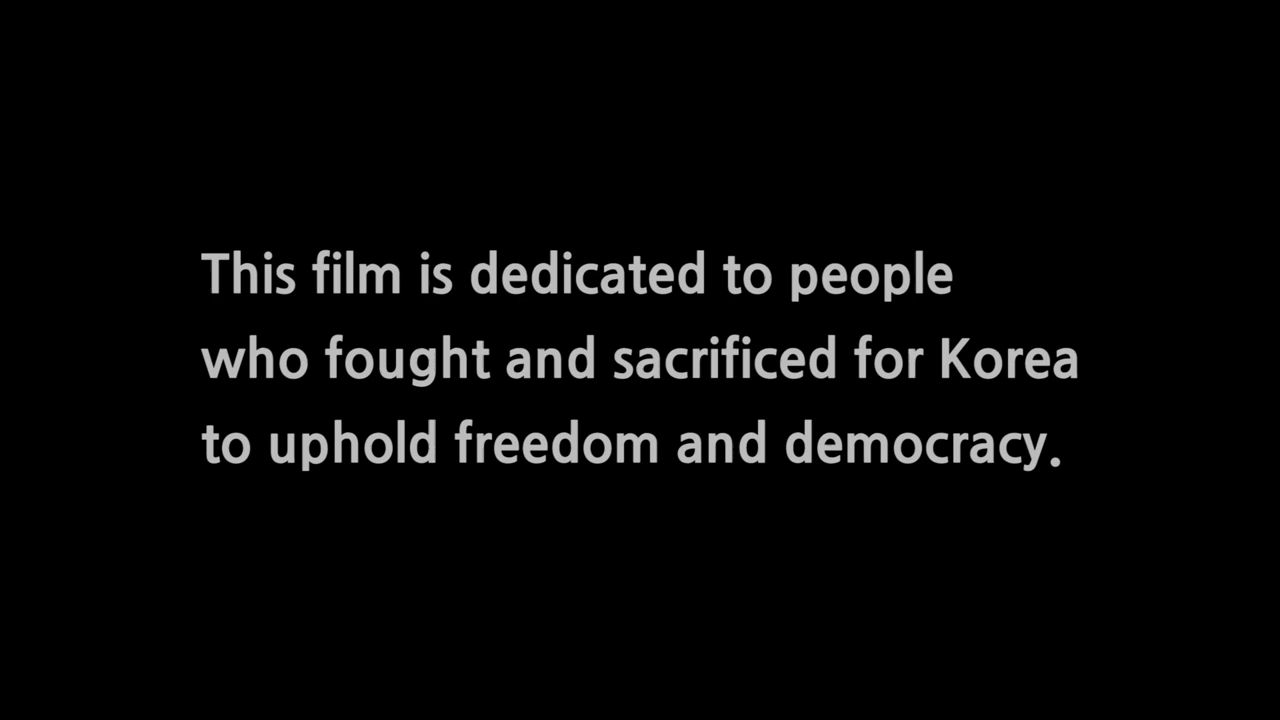 This film is dedicated to people
who fought and sacrificed for Korea
to uphold freedom and democracy.